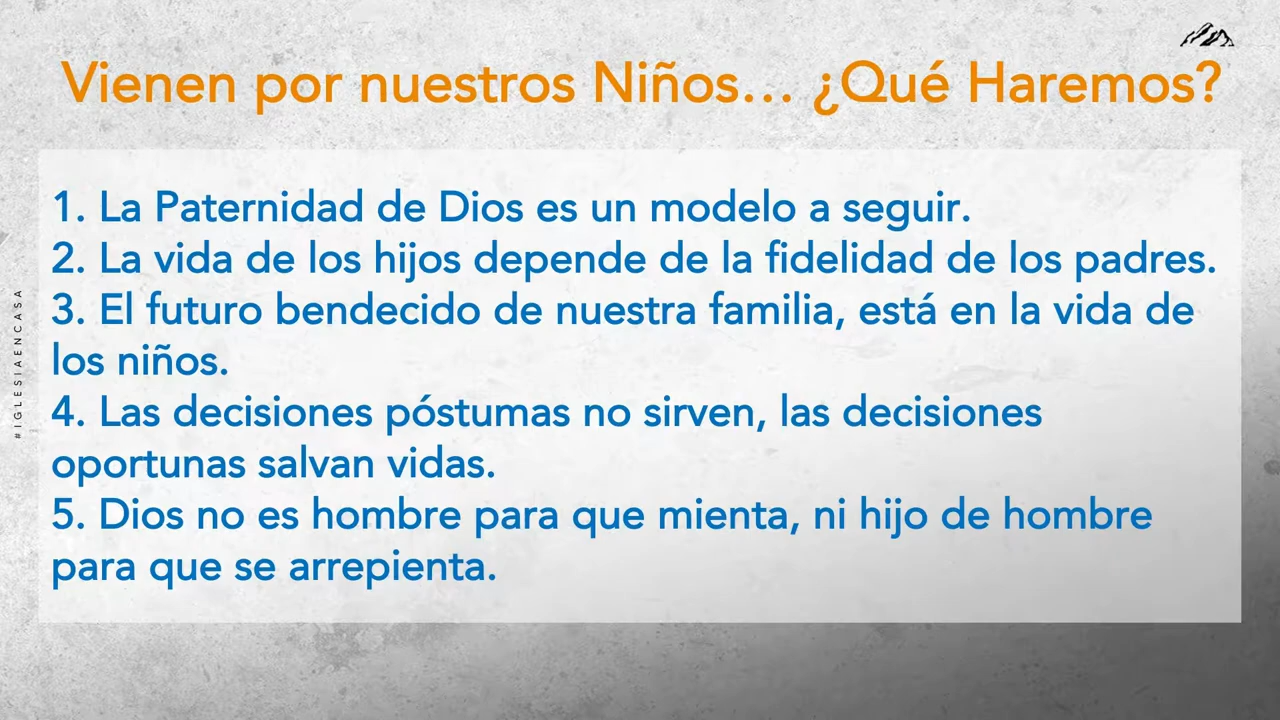 Vienen por nuestros Niños... ¿Qué Haremos?
1. La Paternidad de Dios es un modelo a seguir.
2. La vida de los hijos depende de la fidelidad de los padres.
3. El futuro bendecido de nuestra familia, está en la vida de
los niños.
4. Las decisiones póstumas no sirven, las decisiones
oportunas salvan vidas.
5. Dios no es hombre para que mienta, ni hijo de hombre
para que se arrepienta.
#IGLESIAENCASA